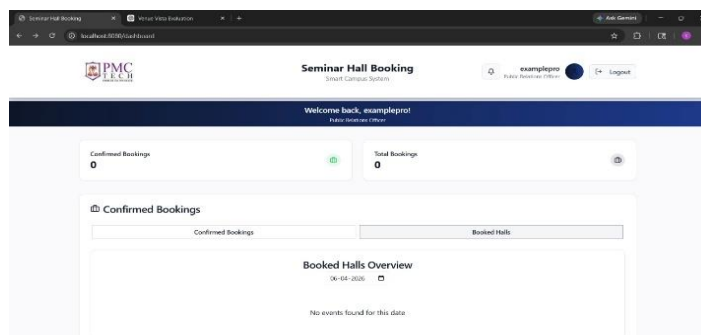 Seminar Hall Booking
Venue Vista Evaluation
Ask Gemini
localhost:8080/dashboard
PMC
TECH
Seminar Hall Booking
Smart Campus System
examplepro
Public Relations Officer
Logout
Welcome back, examplepro!
Public Relations Officer
Confirmed Bookings
0
Total Bookings
0
Confirmed Bookings
Confirmed Bookings
Booked Halls
Booked Halls Overview
06-04-2026
No events found for this date